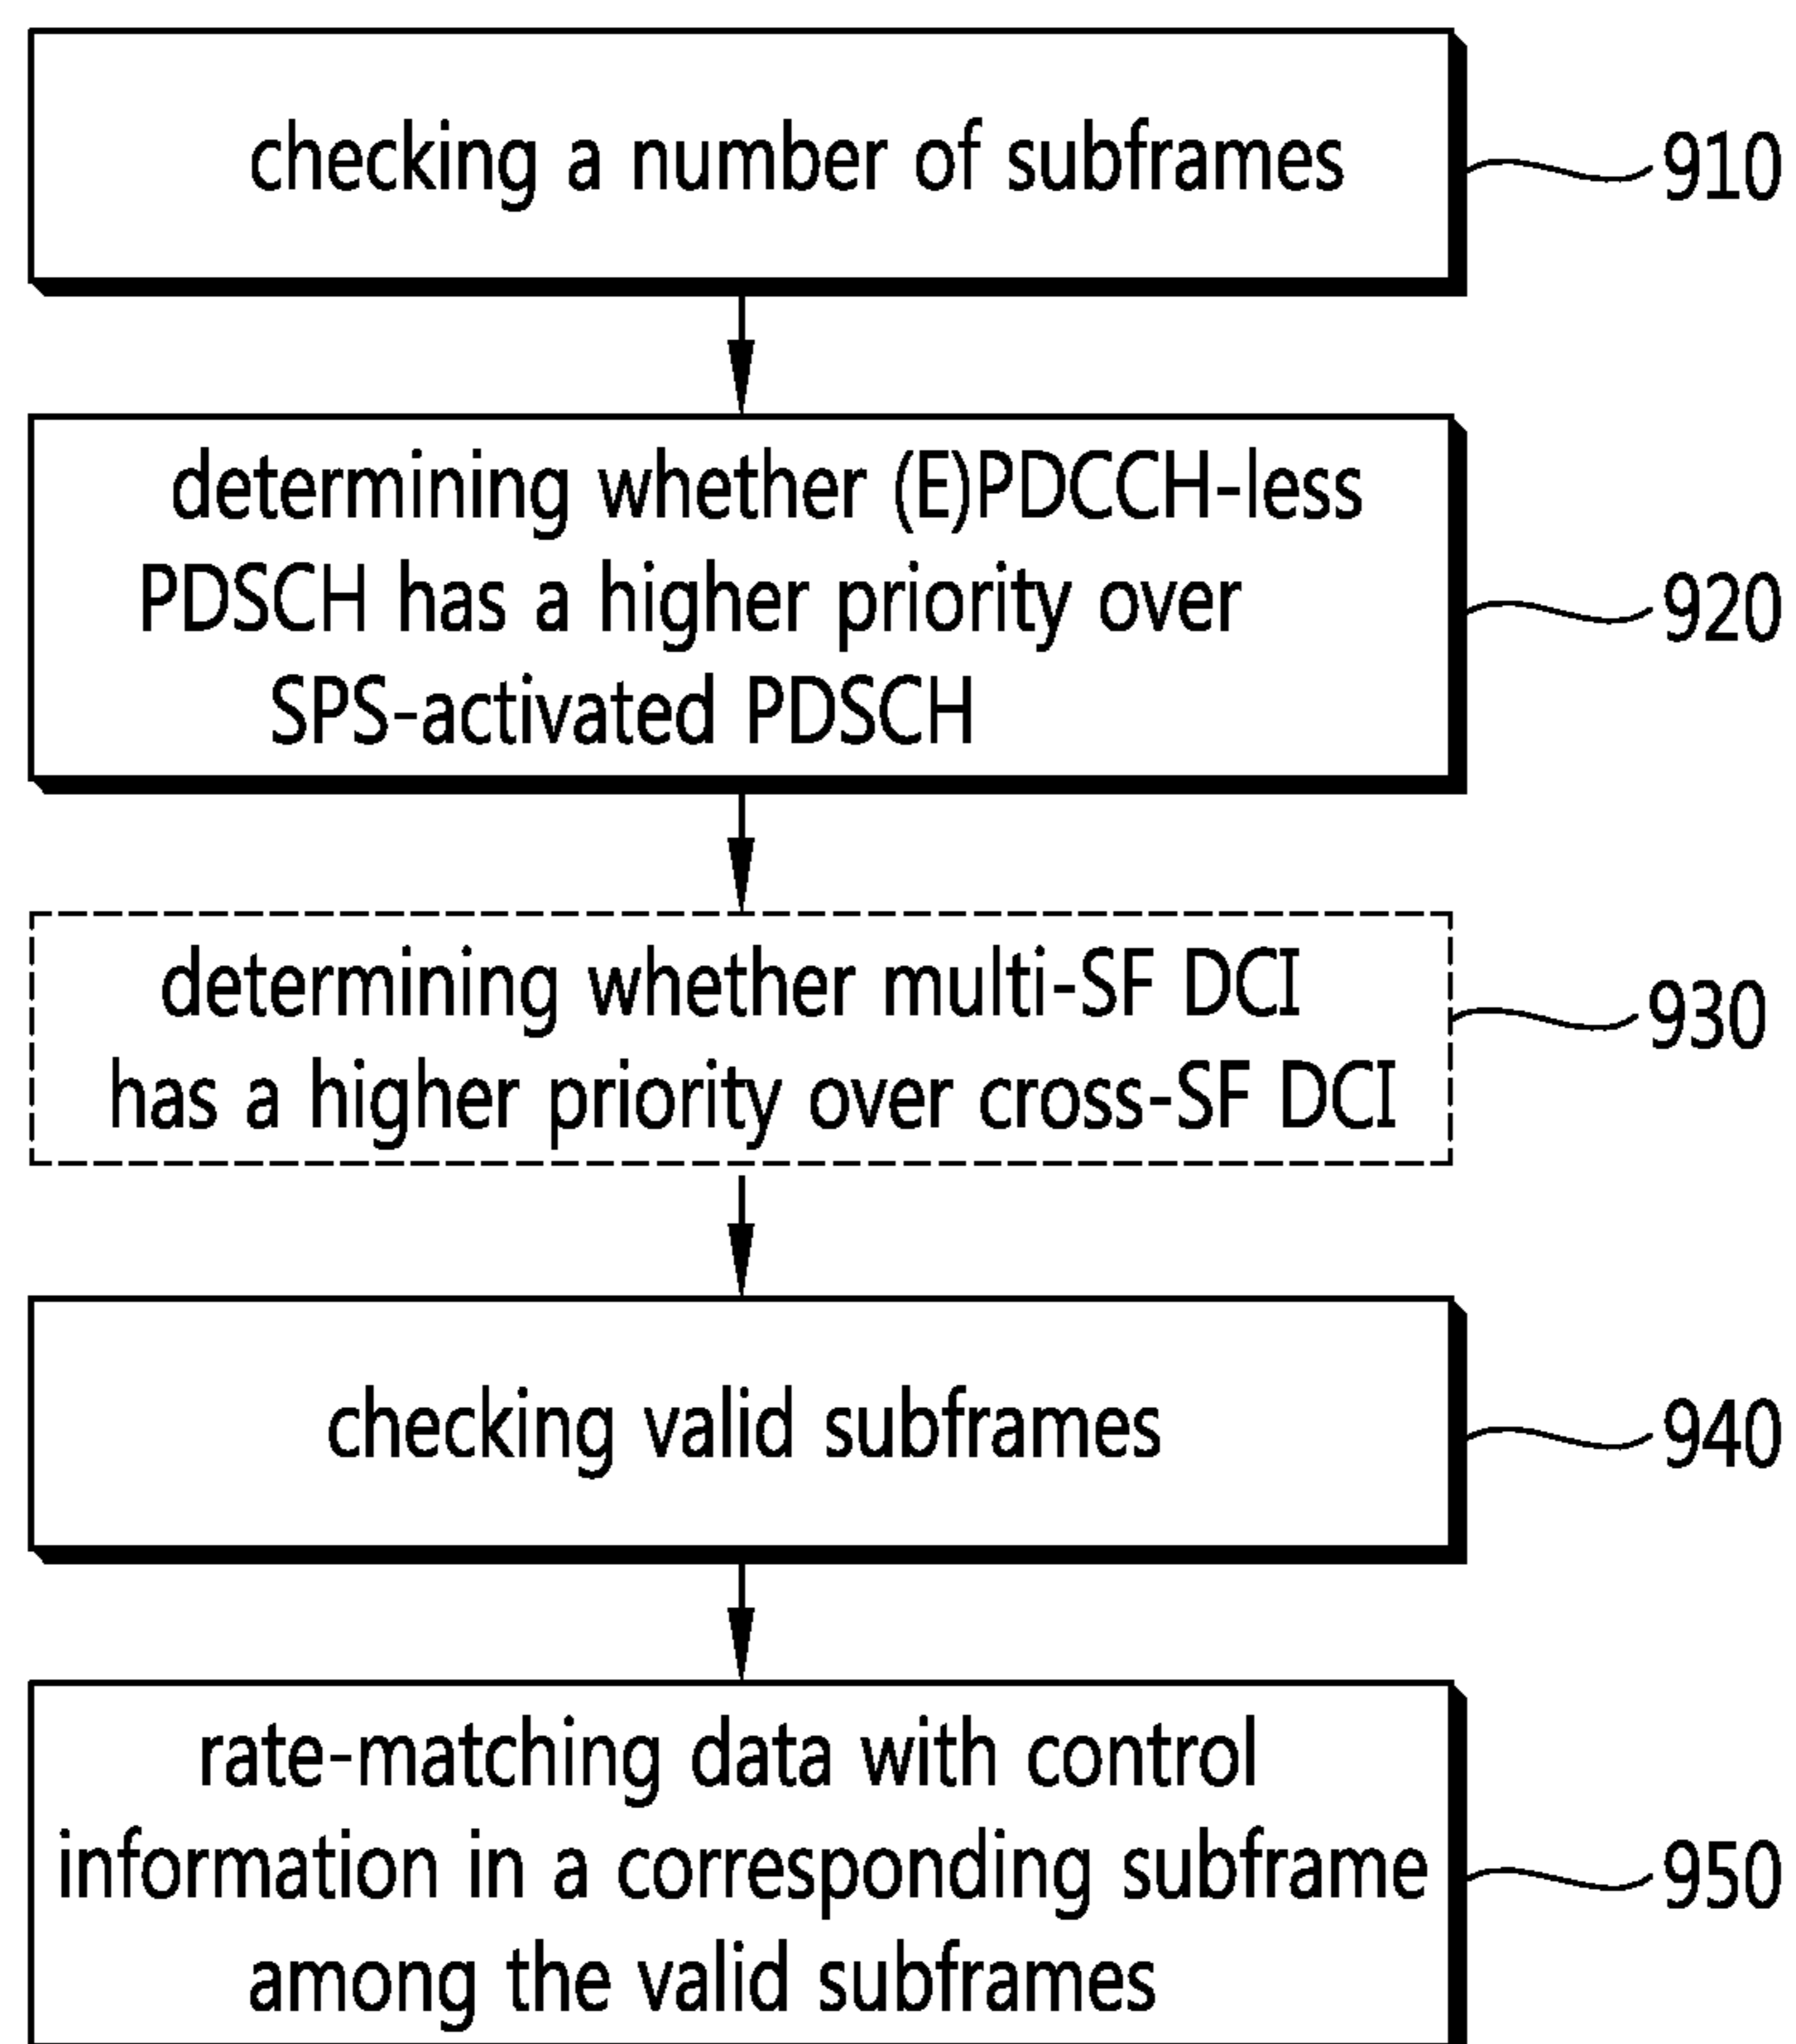 checking a number of subframes
910
determining whether (E)PDCCH-less
PDSCH has a higher priority over
SPS-activated PDSCH
920
determining whether multi-SF DCI
has a higher priority over cross-SF DCI
930
checking valid subframes
940
rate-matching data with control
information in a corresponding subframe
among the valid subframes
950